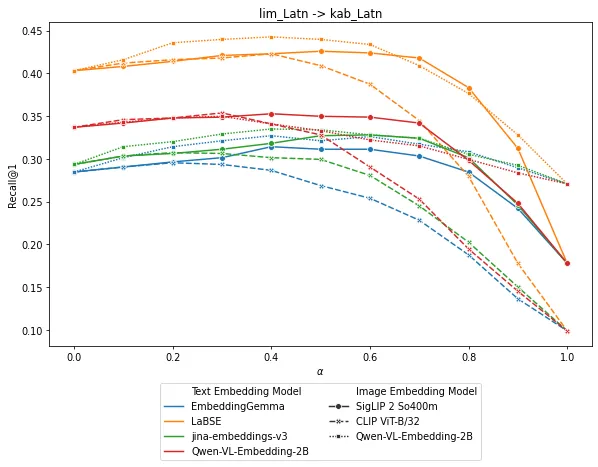 lim_Latn -> kab_Latn
Recall@1
0.45
0.40
0.35
0.30
0.25
0.20
0.15
0.10
0.0 0.2 0.4 0.6 0.8 1.0
α
Text Embedding Model
EmbeddingGemma
LaBSE
jina-embeddings-v3
Qwen-VL-Embedding-2B
Image Embedding Model
SigLIP 2 So400m
CLIP ViT-B/32
Qwen-VL-Embedding-2B